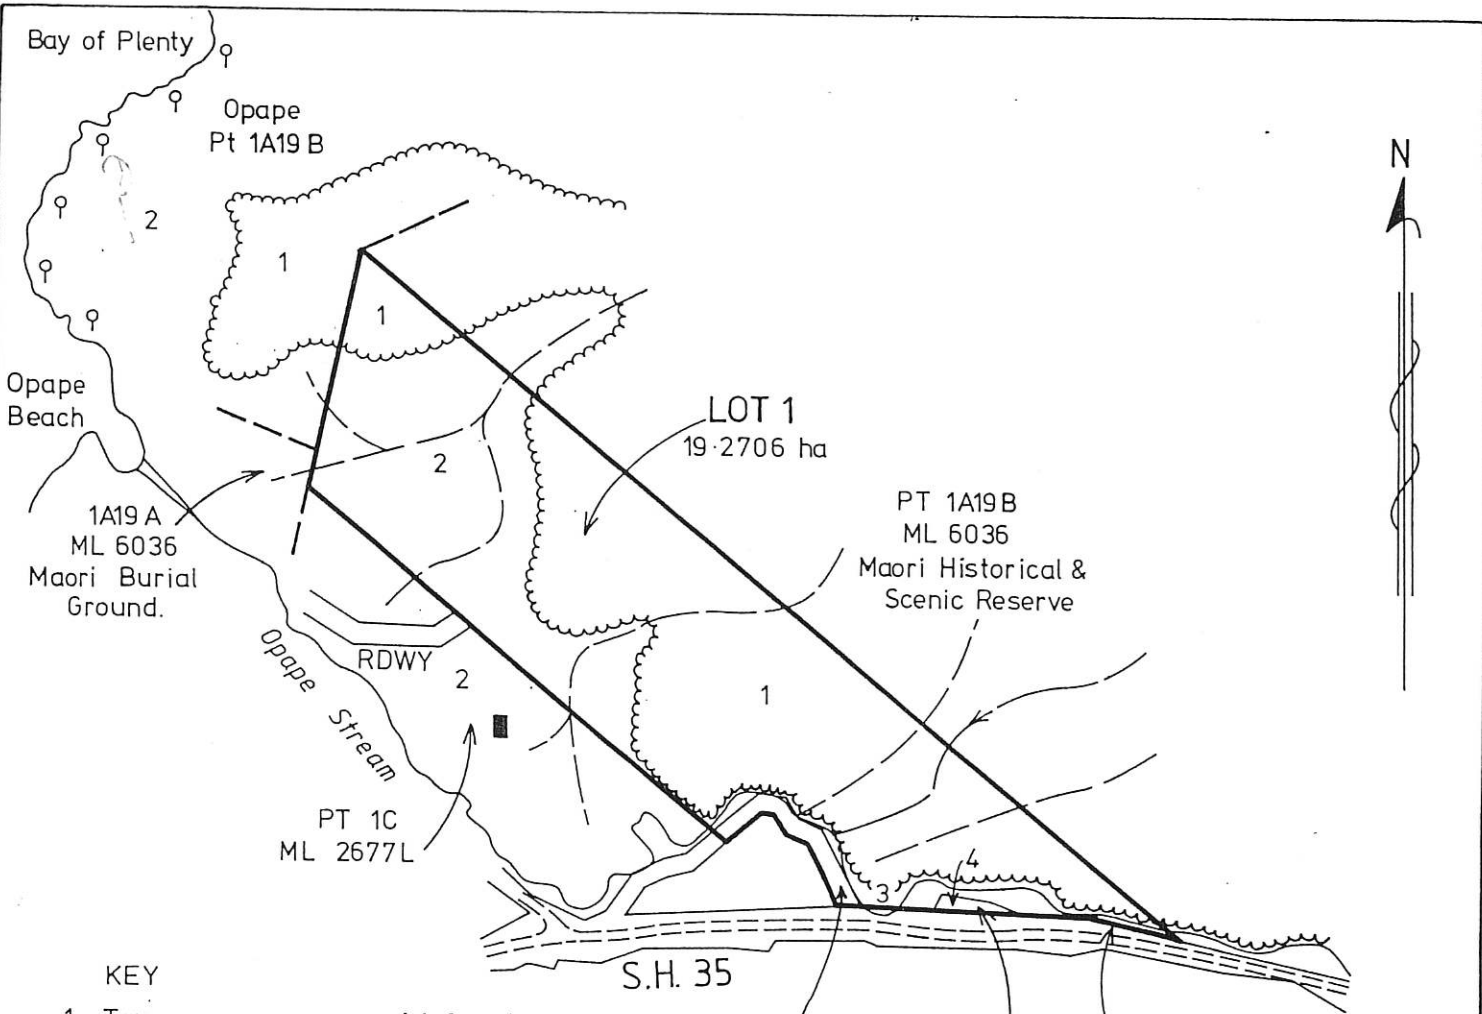 Bay of Plenty
Opape
Pt 1A19 B
N
2
1
1
Opape
Beach
LOT 1
19·2706 ha
2
1A19 A
ML 6036
Maori Burial
Ground.
PT 1A19B
ML 6036
Maori Historical &
Scenic Reserve
RDWY
2
Opape Stream
1
PT 1C
ML 2677L
4
3
S.H. 35
KEY
1